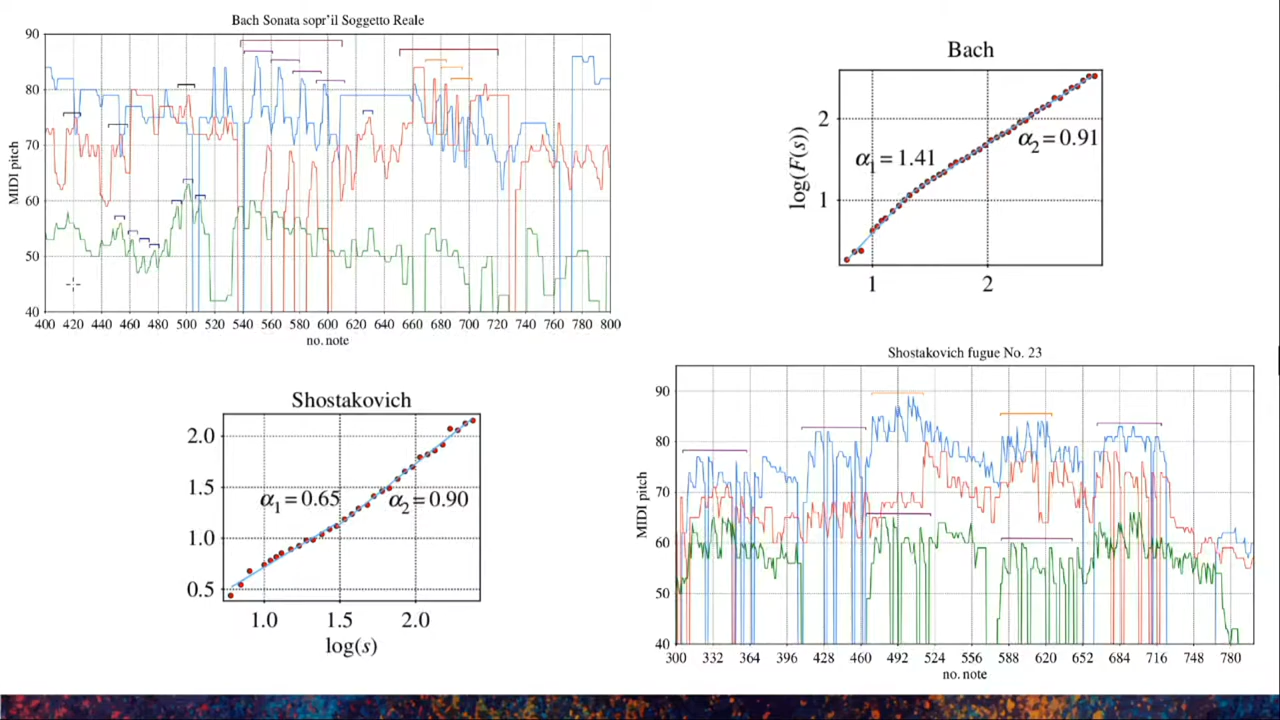 Bach Sonata sopr'il Soggetto Reale
90
80
70
60
50
40
MIDI pitch
400 420 440 460 480 500 520 540 560 580 600 620 640 660 680 700 720 740 760 780 800
no. note
Bach
2
1
log(F(s))
α1 = 1.41
α2 = 0.91
1 2
Shostakovich
2.0
1.5
1.0
0.5
α1 = 0.65
α2 = 0.90
1.0 1.5 2.0
log(s)
Shostakovich fugue No. 23
90
80
70
60
50
40
MIDI pitch
300 332 364 396 428 460 492 524 556 588 620 652 684 716 748 780
no. note